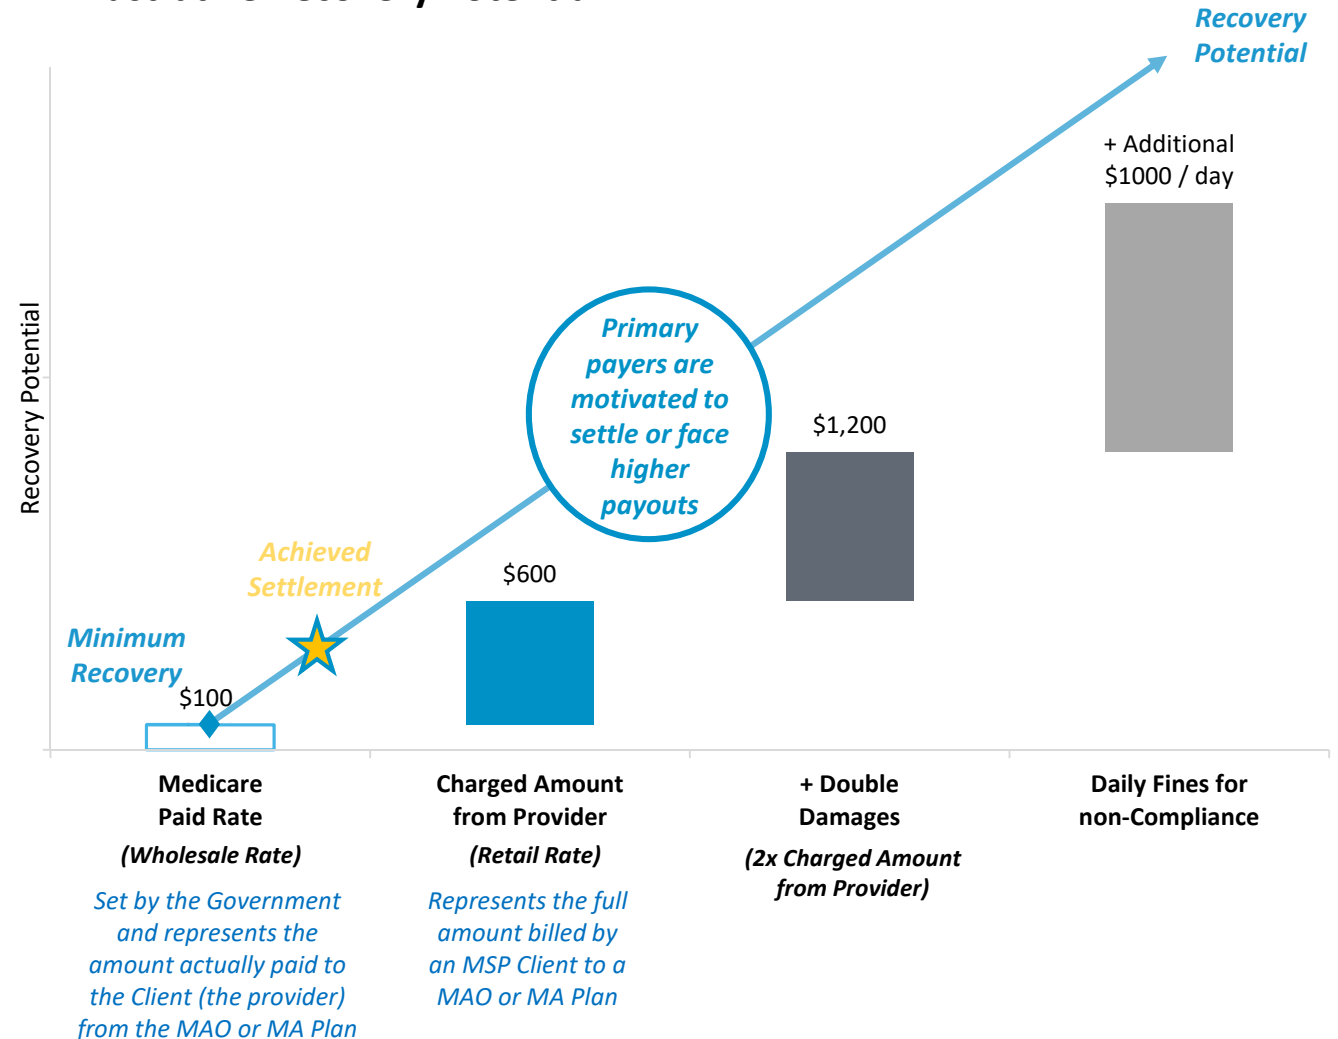 Recovery
Potential
+ Additional
$1000 / day
Primary
payers are
motivated to
settle or face
higher
payouts
$1,200
Recovery Potential
Achieved
Settlement
$600
Minimum
Recovery
$100
Medicare
Paid Rate
(Wholesale Rate)
Set by the Government
and represents the
amount actually paid to
the Client (the provider)
from the MAO or MA Plan
Charged Amount
from Provider
(Retail Rate)
Represents the full
amount billed by
an MSP Client to a
MAO or MA Plan
+ Double
Damages
(2x Charged Amount
from Provider)
Daily Fines for
non-Compliance